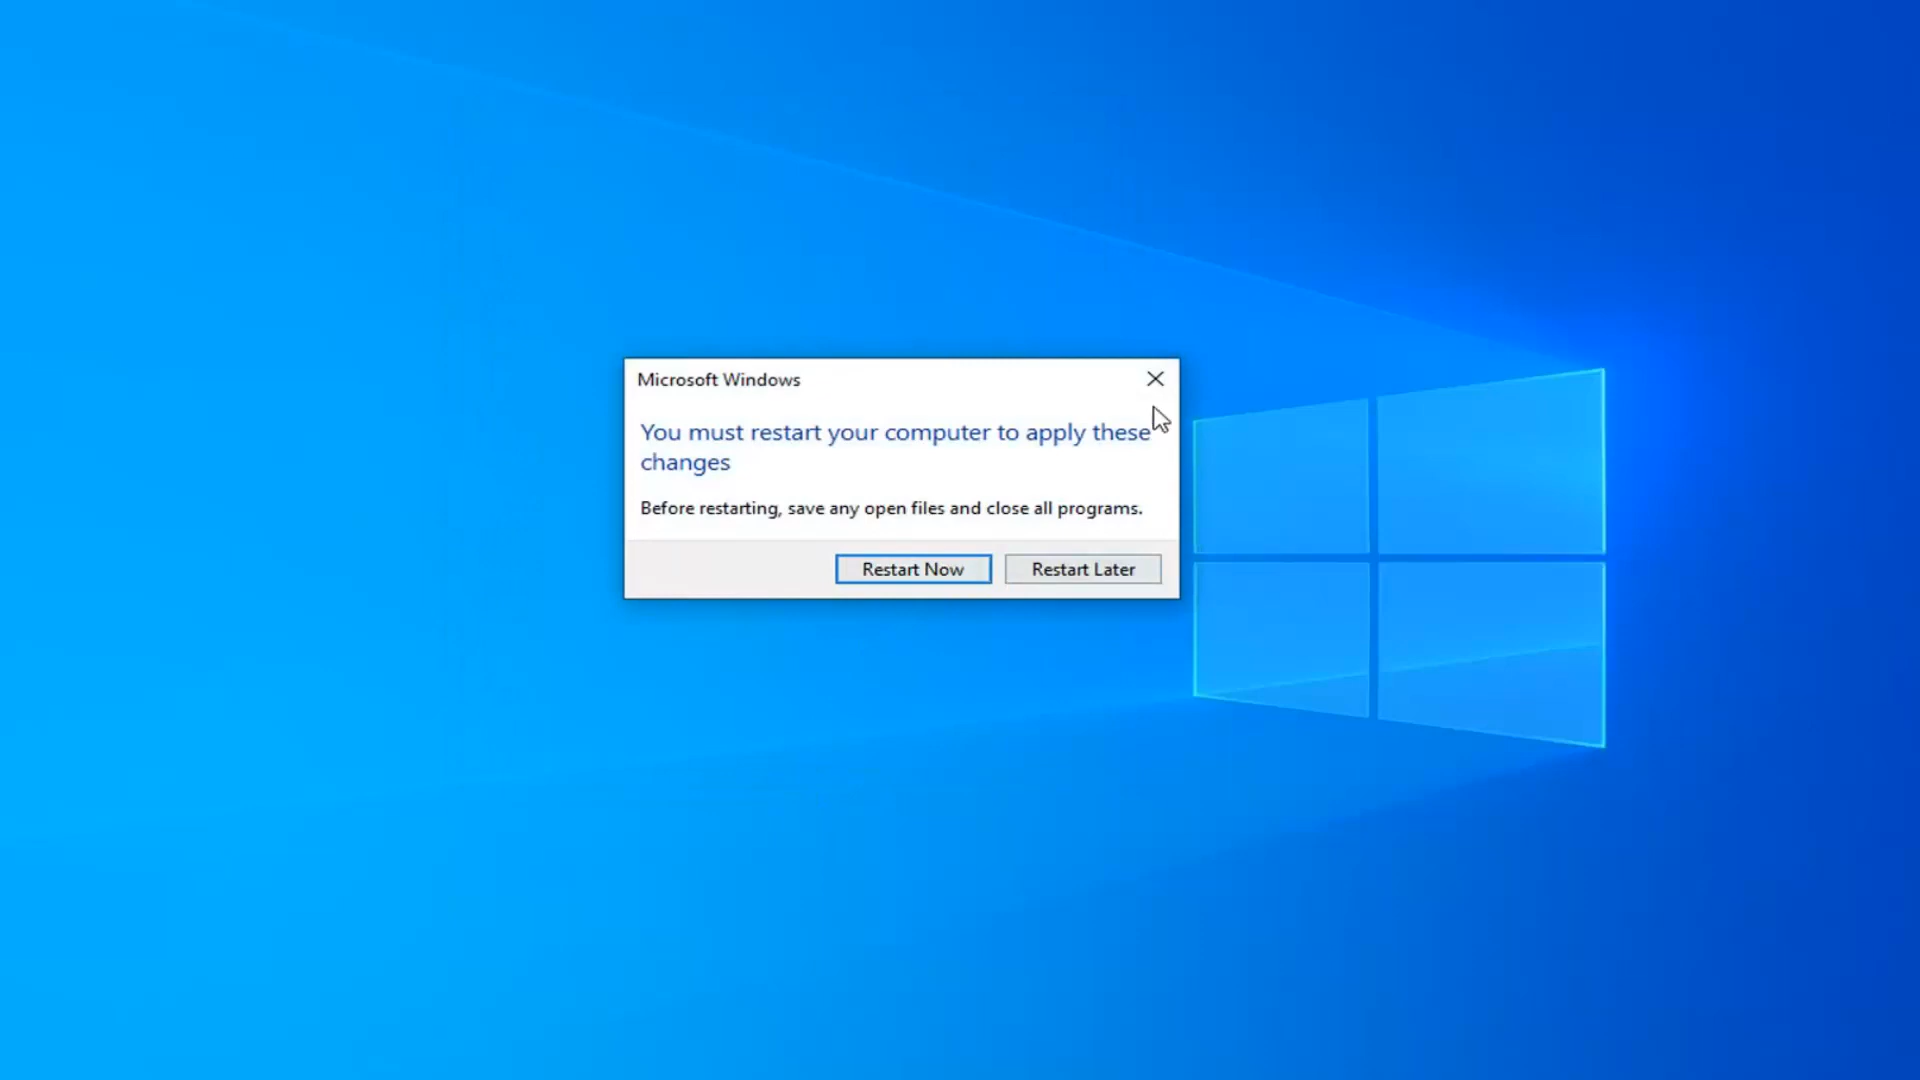 Microsoft Windows
You must restart your computer to apply these
changes
Before restarting, save any open files and close all programs.
Restart Now
Restart Later